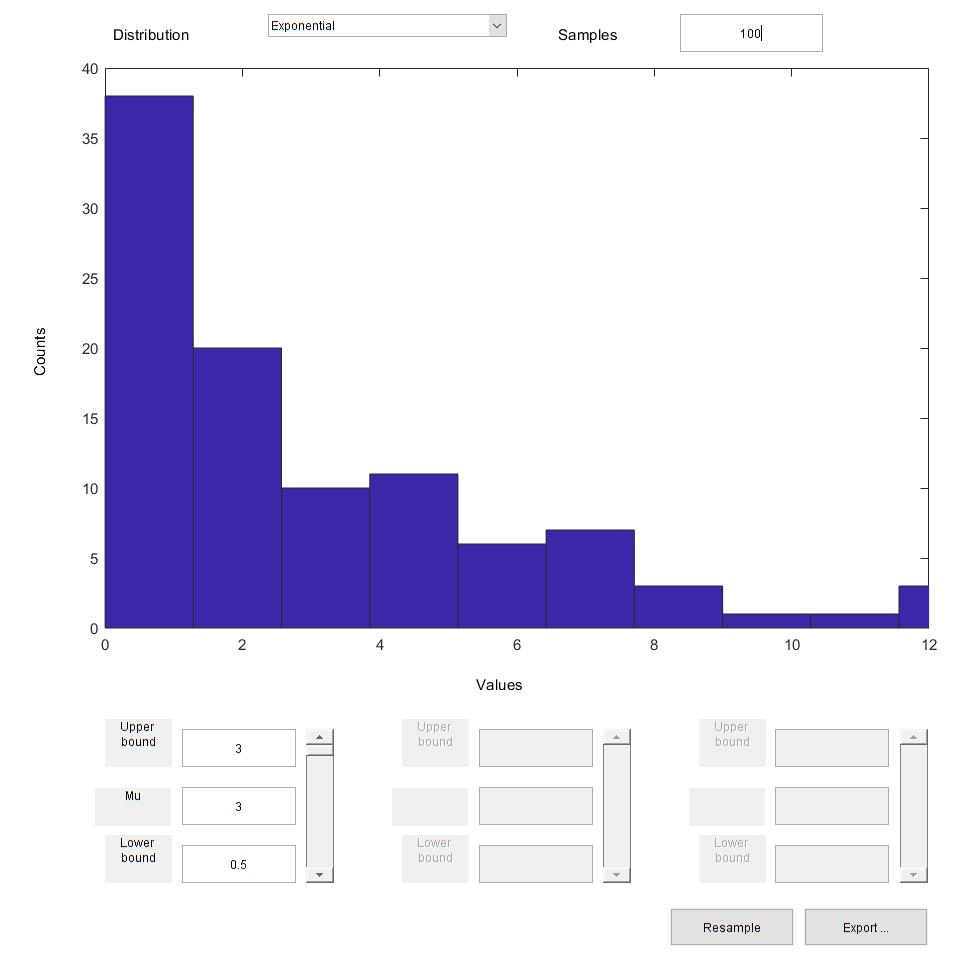 Distribution
Exponential
Samples
100
40
35
30
25
20
15
10
5
0
Counts
0 2 4 6 8 10 12
Values
Upper
bound
3
Mu
3
Lower
bound
0.5
Upper
bound
Lower
bound
Upper
bound
Lower
bound
Resample
Export ...